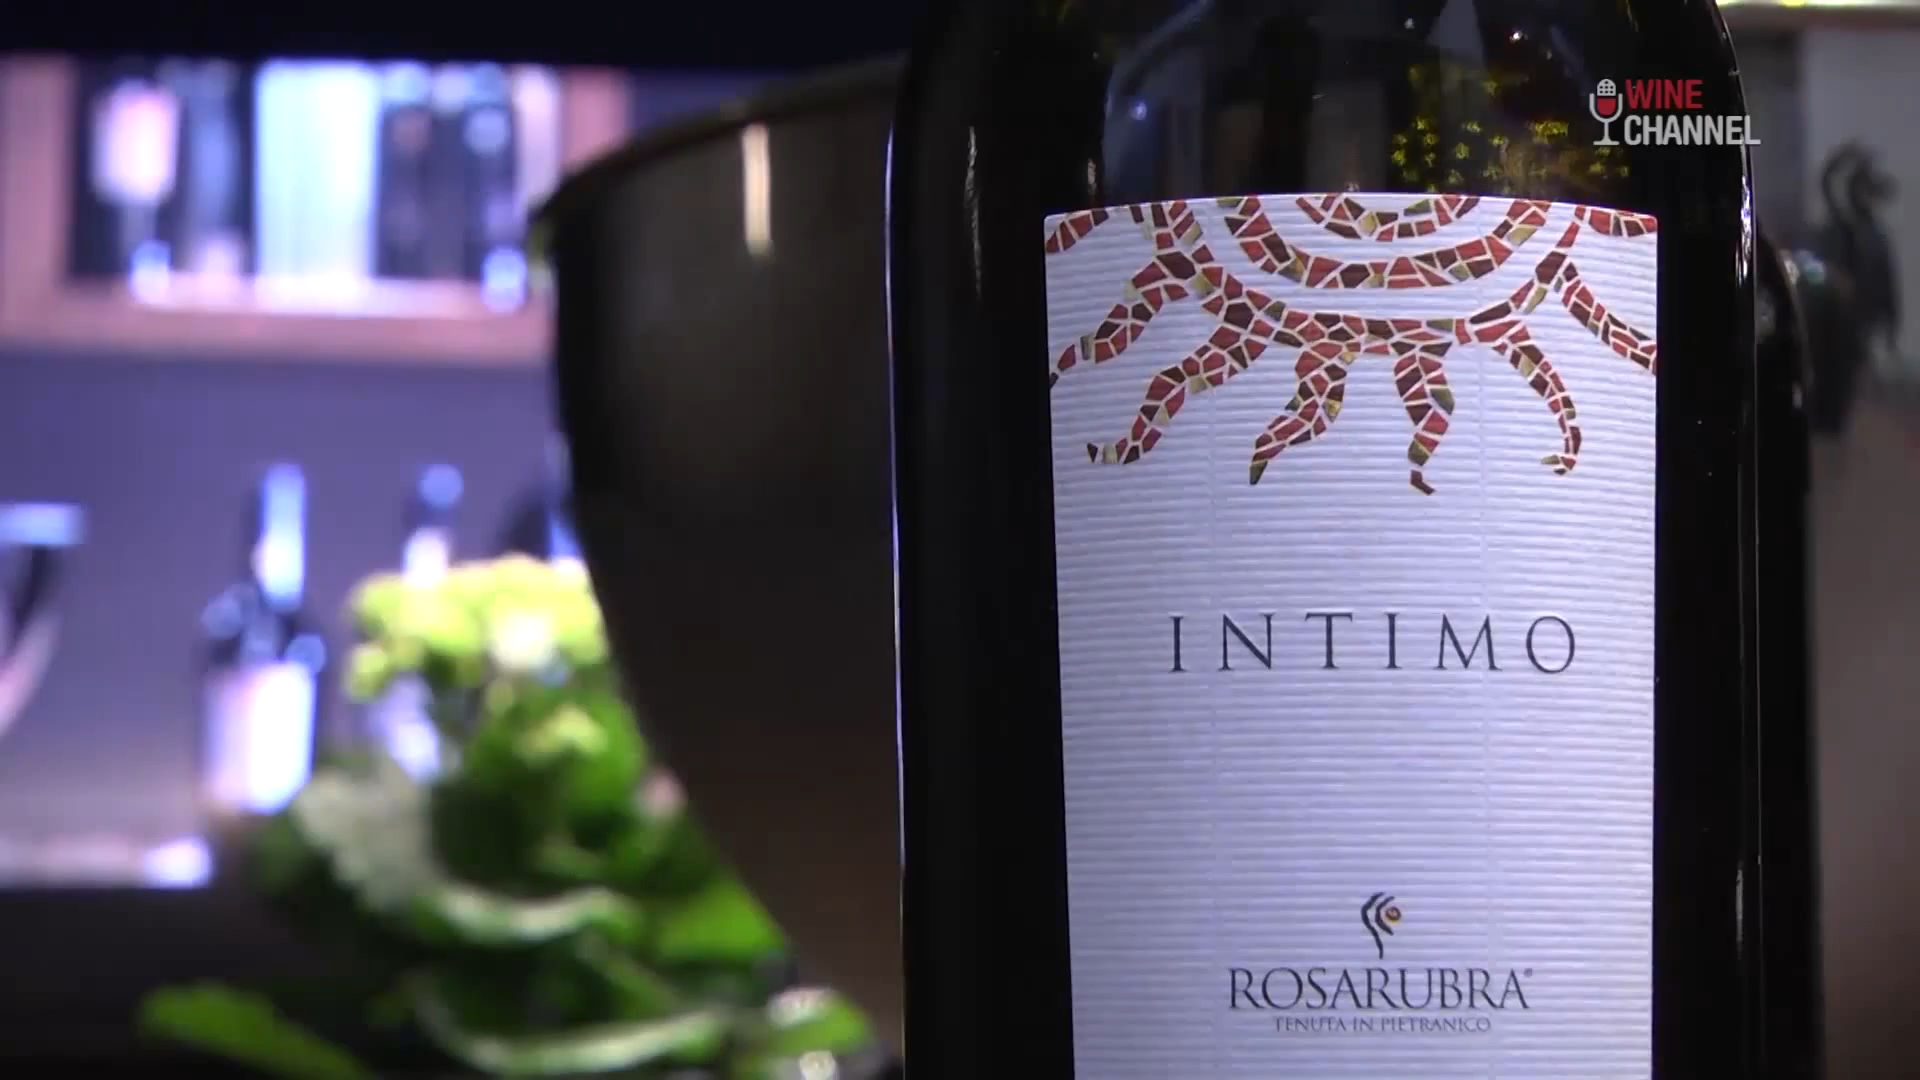 WINE
CHANNEL
INTIMO
ROSARUBRA®
TENUTA IN PIETRANICO